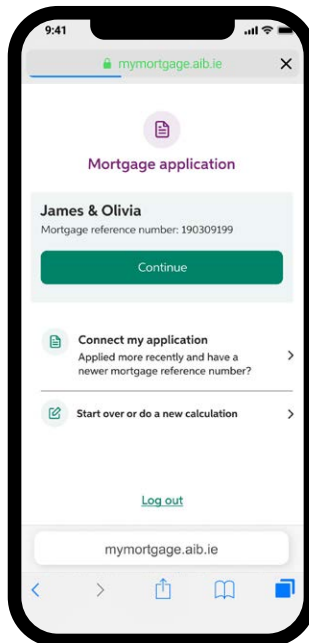 9:41
mymortgage.aib.ie
Mortgage application
James & Olivia
Mortgage reference number: 190309199
Continue
Connect my application
Applied more recently and have a
newer mortgage reference number?
Start over or do a new calculation
Log out
mymortgage.aib.ie